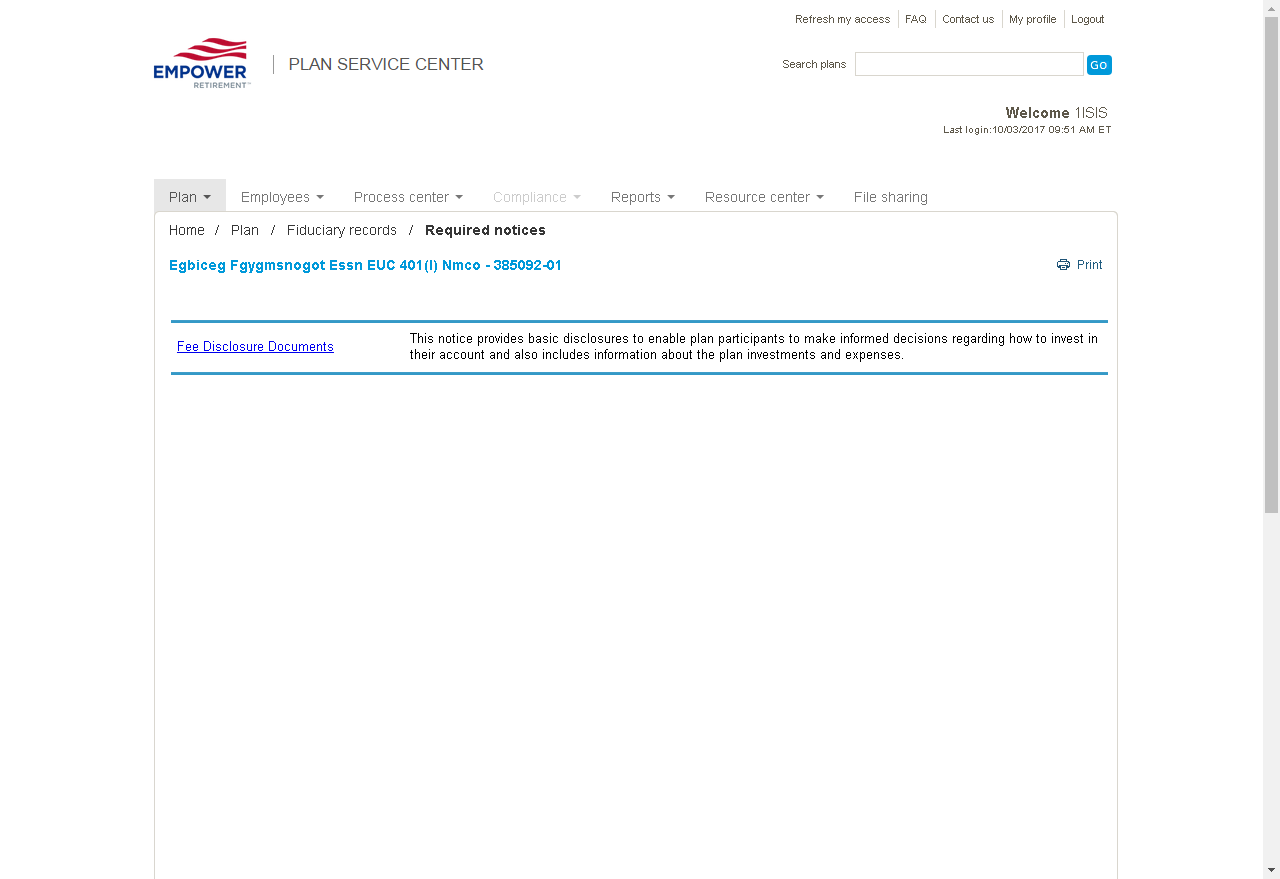 Refresh my access FAQ Contact us My profile Logout
EMPOWER
RETIREMENT™
PLAN SERVICE CENTER
Search plans Go
Welcome 1ISIS
Last login:10/03/2017 09:51 AM ET
Plan Employees Process center Compliance Reports Resource center File sharing
Home / Plan / Fiduciary records / Required notices
Egbiceg Fgygmsnogot Essn EUC 401(I) Nmco - 385092-01
Print
Fee Disclosure Documents
This notice provides basic disclosures to enable plan participants to make informed decisions regarding how to invest in
their account and also includes information about the plan investments and expenses.